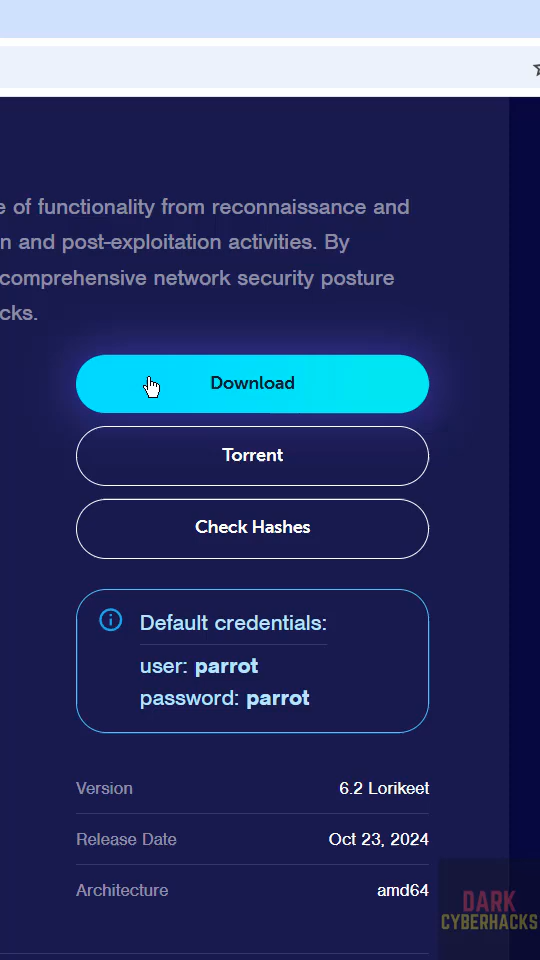 e of functionality from reconnaissance and
n and post-exploitation activities. By
comprehensive network security posture
cks.
Download
Torrent
Check Hashes
Default credentials:
user: parrot
password: parrot
Version 6.2 Lorikeet
Release Date Oct 23, 2024
Architecture amd64
DARK
CYBERHACKS